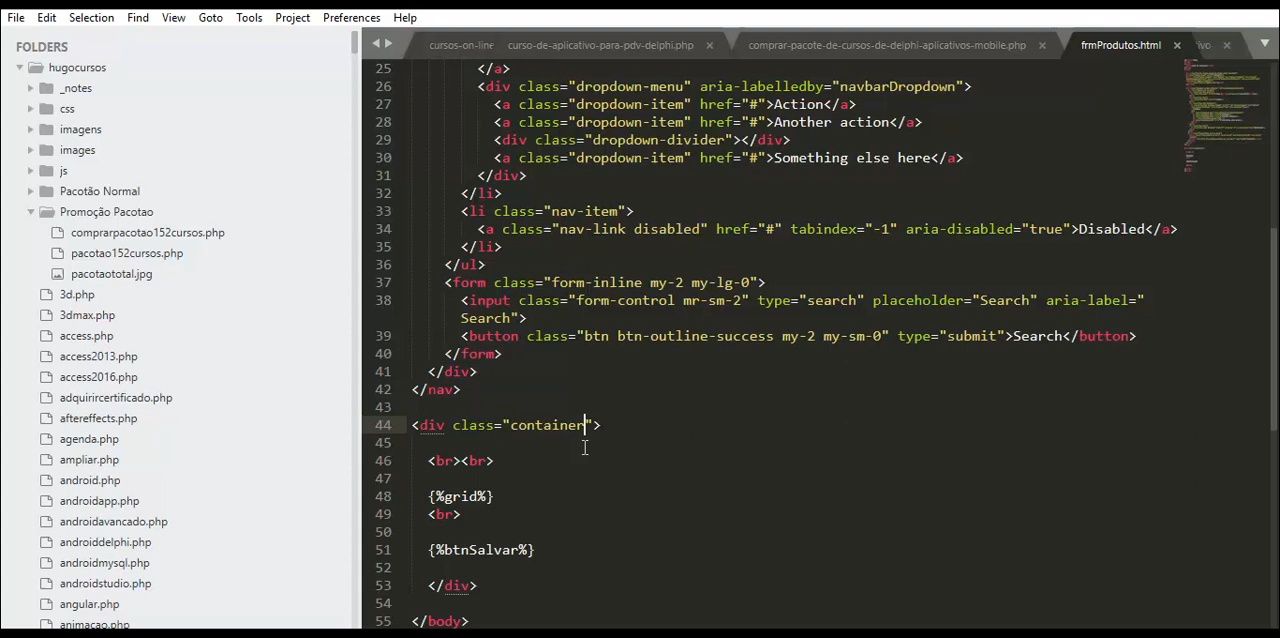 File Edit Selection Find View Goto Tools Project Preferences Help
FOLDERS
hugocursos
_notes
css
imagens
images
js
Pacotão Normal
Promoção Pacotao
comprarpacotao152cursos.php
pacotao152cursos.php
pacotaototal.jpg
3d.php
3dmax.php
access.php
access2013.php
access2016.php
adquirircertificado.php
aftereffects.php
agenda.php
ampliar.php
android.php
androidapp.php
androidavancado.php
androiddelphi.php
androidmysql.php
androidstudio.php
angular.php
animacao.php
cursos-on-line curso-de-aplicativo-para-pdv-delphi.php × comprar-pacote-de-cursos-de-delphi-aplicativos-mobile.php × frmProdutos.html × ivo ×
25 </a>
26 <div class="dropdown-menu" aria-labelledby="navbarDropdown">
27 <a class="dropdown-item" href="#">Action</a>
28 <a class="dropdown-item" href="#">Another action</a>
29 <div class="dropdown-divider"></div>
30 <a class="dropdown-item" href="#">Something else here</a>
31 </div>
32 </li>
33 <li class="nav-item">
34 <a class="nav-link disabled" href="#" tabindex="-1" aria-disabled="true">Disabled</a>
35 </li>
36 </ul>
37 <form class="form-inline my-2 my-lg-0">
38 <input class="form-control mr-sm-2" type="search" placeholder="Search" aria-label="
Search">
39 <button class="btn btn-outline-success my-2 my-sm-0" type="submit">Search</button>
40 </form>
41 </div>
42 </nav>
43
44 <div class="container">
45
46 <br><br>
47
48 {%grid%}
49 <br>
50
51 {%btnSalvar%}
52
53 </div>
54
55 </body>